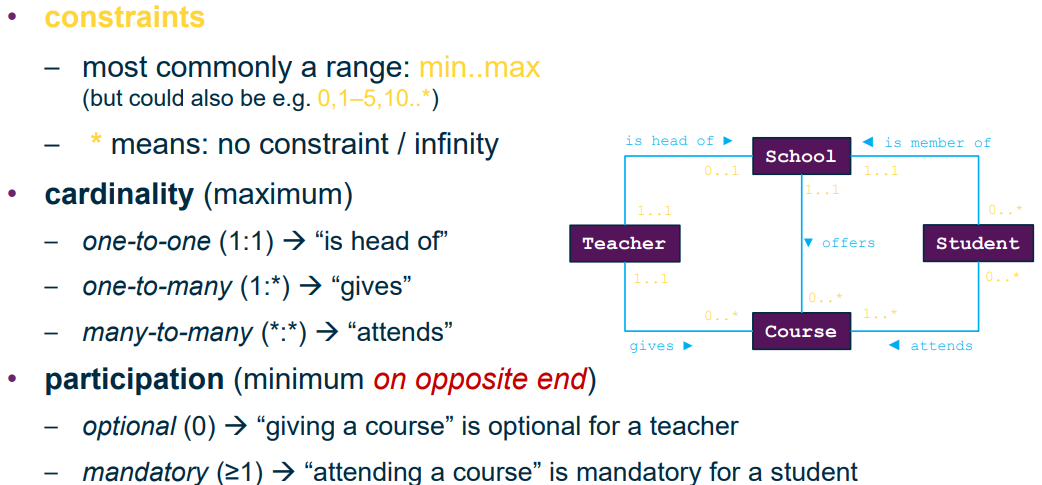 • constraints
– most commonly a range: min..max
(but could also be e.g. 0,1–5,10..*)
– * means: no constraint / infinity
• cardinality (maximum)
– one-to-one (1:1) → “is head of”
– one-to-many (1:*) → “gives”
– many-to-many (*:*) → “attends”
• participation (minimum on opposite end)
– optional (0) → “giving a course” is optional for a teacher
– mandatory (≥1) → “attending a course” is mandatory for a student
is head of ►
◄ is member of
School
0..1
1..1
1..1
1..1
0..*
Teacher
▼ offers
Student
1..1
0..*
0..*
0..*
1..*
Course
gives ►
◄ attends